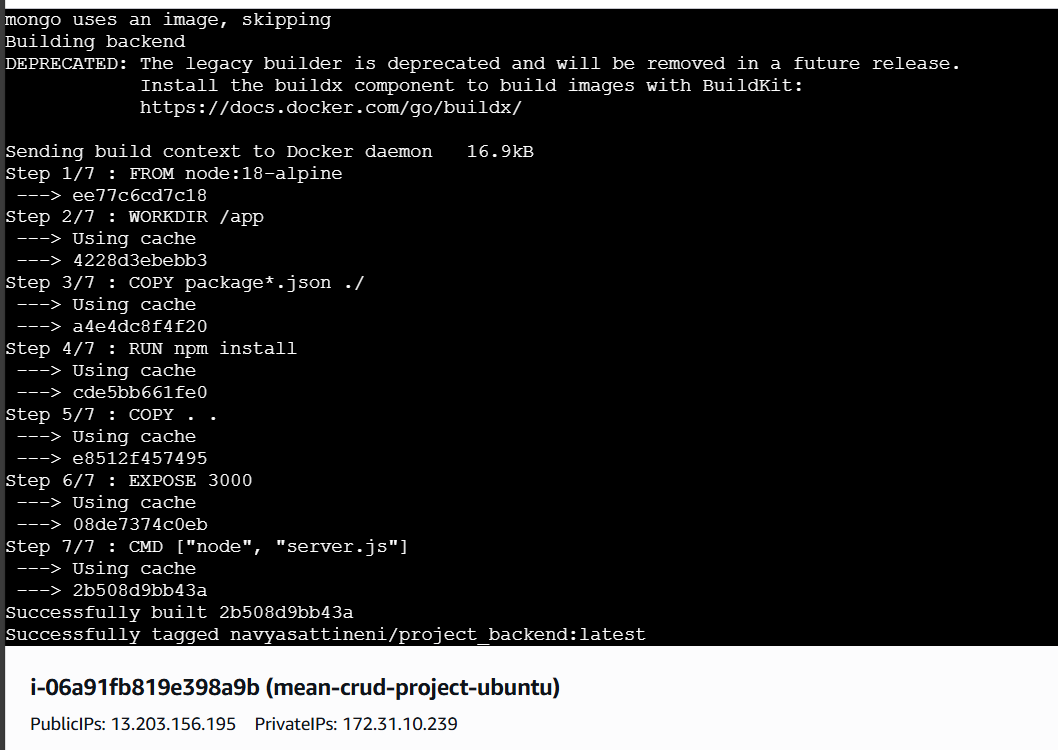 mongo uses an image, skipping
Building backend
DEPRECATED: The legacy builder is deprecated and will be removed in a future release.
            Install the buildx component to build images with BuildKit:
            https://docs.docker.com/go/buildx/

Sending build context to Docker daemon   16.9kB
Step 1/7 : FROM node:18-alpine
 ---> ee77c6cd7c18
Step 2/7 : WORKDIR /app
 ---> Using cache
 ---> 4228d3ebebb3
Step 3/7 : COPY package*.json ./
 ---> Using cache
 ---> a4e4dc8f4f20
Step 4/7 : RUN npm install
 ---> Using cache
 ---> cde5bb661fe0
Step 5/7 : COPY . .
 ---> Using cache
 ---> e8512f457495
Step 6/7 : EXPOSE 3000
 ---> Using cache
 ---> 08de7374c0eb
Step 7/7 : CMD ["node", "server.js"]
 ---> Using cache
 ---> 2b508d9bb43a
Successfully built 2b508d9bb43a
Successfully tagged navyasattineni/project_backend:latest
i-06a91fb819e398a9b (mean-crud-project-ubuntu)
PublicIPs: 13.203.156.195    PrivateIPs: 172.31.10.239